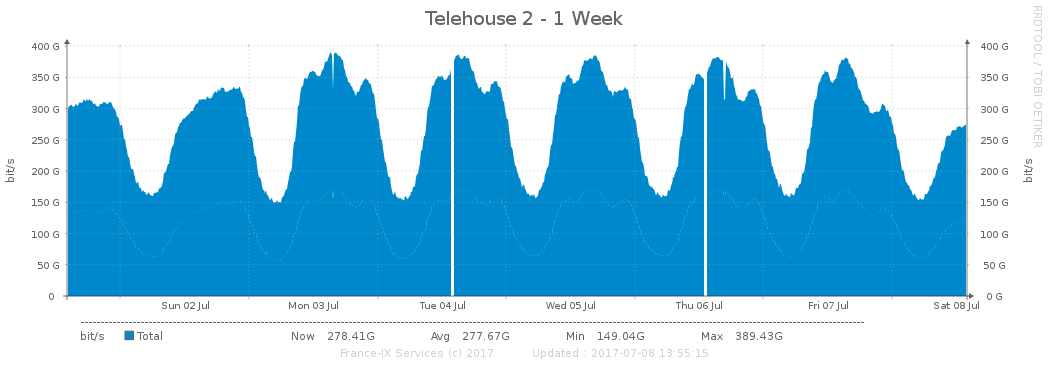 Telehouse 2 - 1 Week
RRDTOOL / TOBI OETIKER
bit/s
400 G 400 G
350 G 350 G
300 G 300 G
250 G 250 G
200 G 200 G
150 G 150 G
100 G 100 G
50 G 50 G
0 0 G
bit/s
Sun 02 Jul Mon 03 Jul Tue 04 Jul Wed 05 Jul Thu 06 Jul Fri 07 Jul Sat 08 Jul
bit/s Total Now 278.41G Avg 277.67G Min 149.04G Max 389.43G
France-IX Services (c) 2017 Updated : 2017-07-08 13:55:15